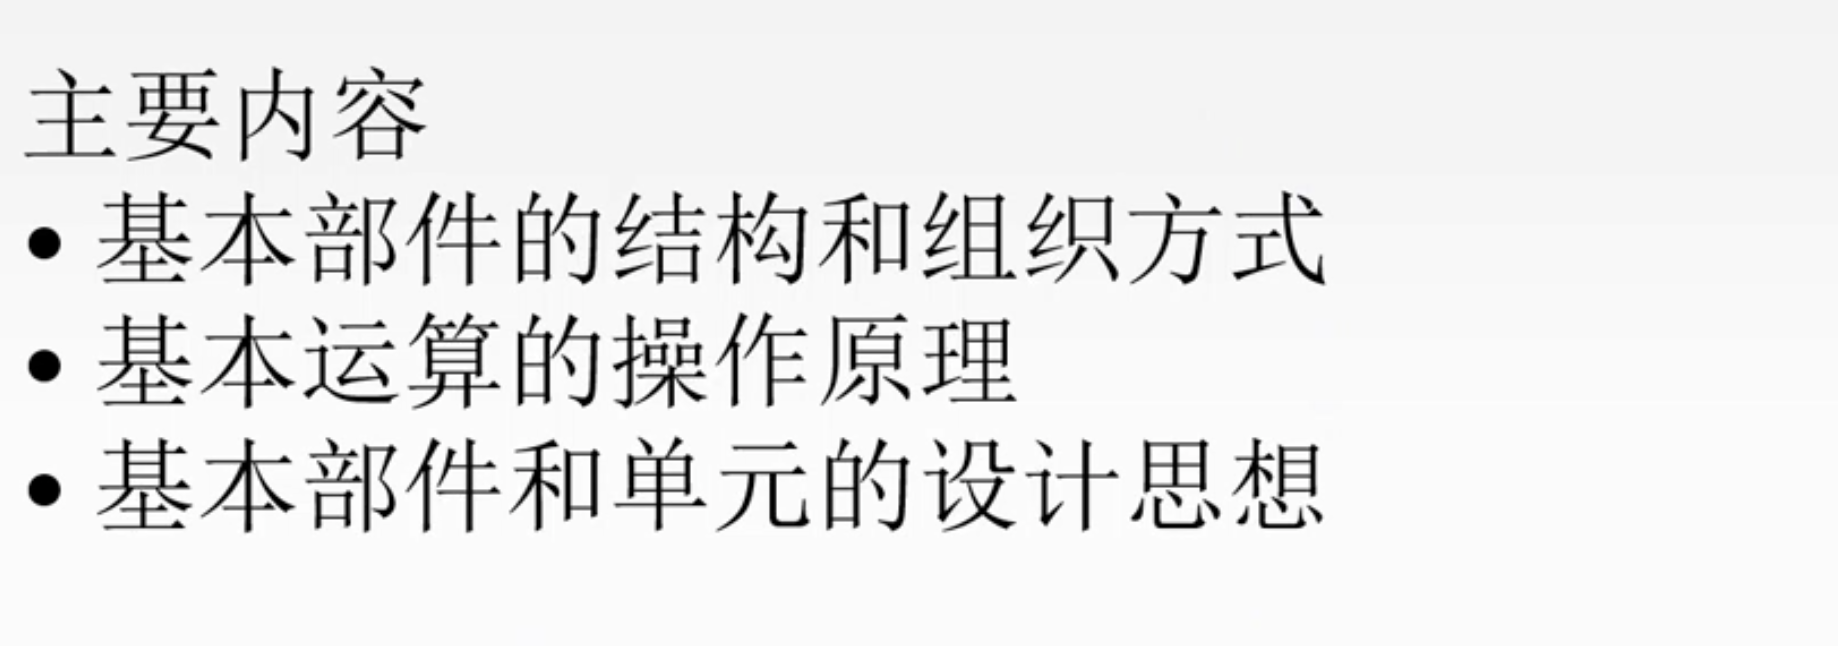 主要内容
• 基本部件的结构和组织方式
• 基本运算的操作原理
• 基本部件和单元的设计思想